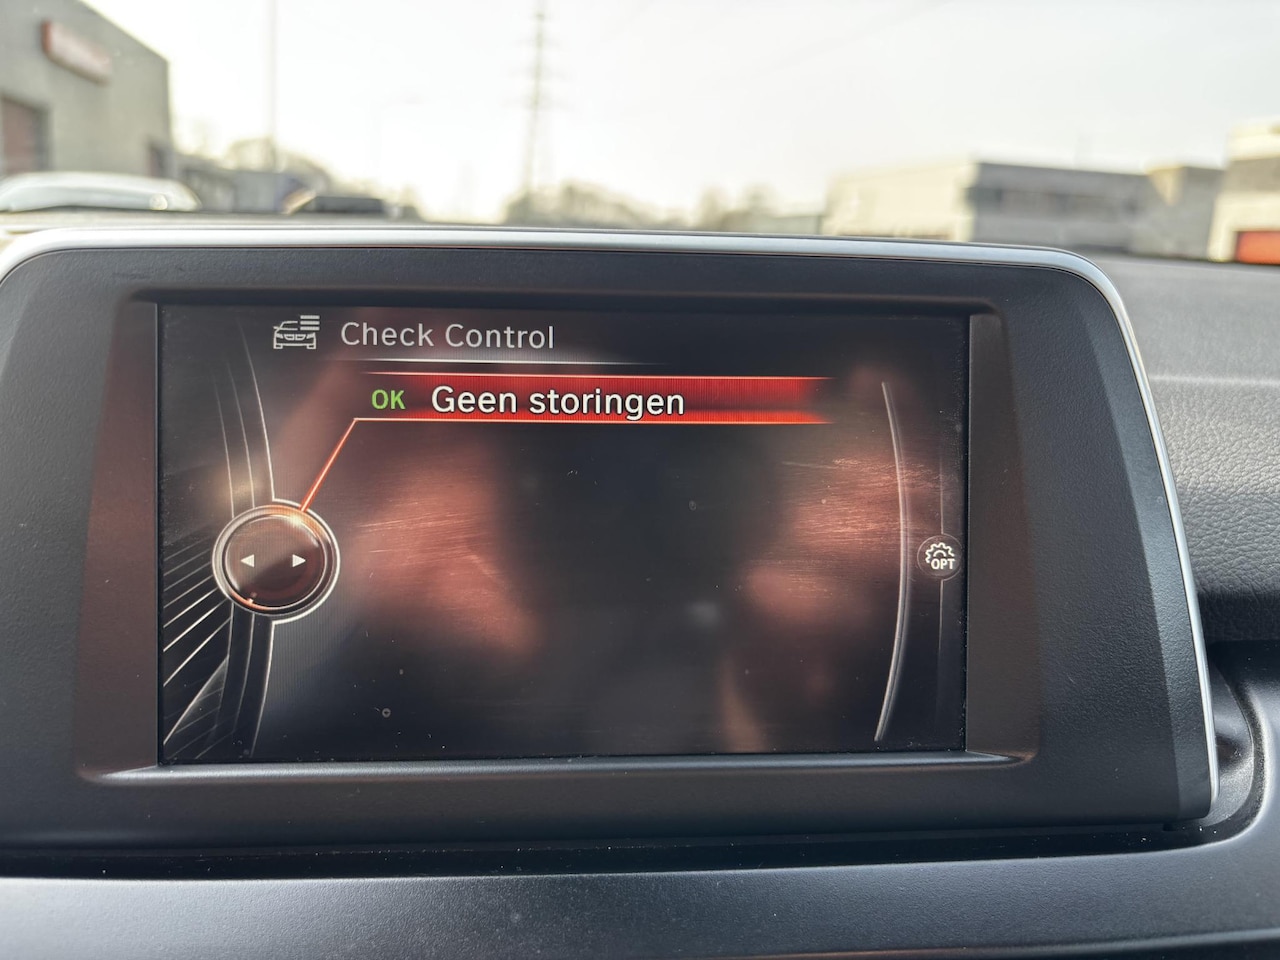 Check Control
OK Geen storingen
OPT